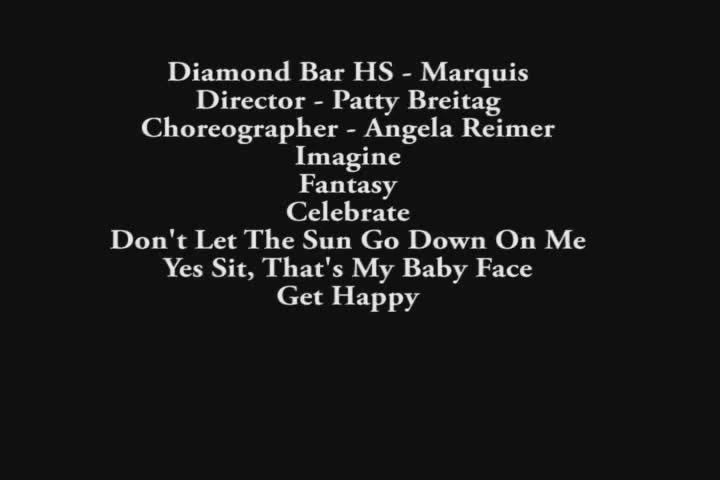 Diamond Bar HS - Marquis
Director - Patty Breitag
Choreographer - Angela Reimer
Imagine
Fantasy
Celebrate
Don't Let The Sun Go Down On Me
Yes Sit, That's My Baby Face
Get Happy